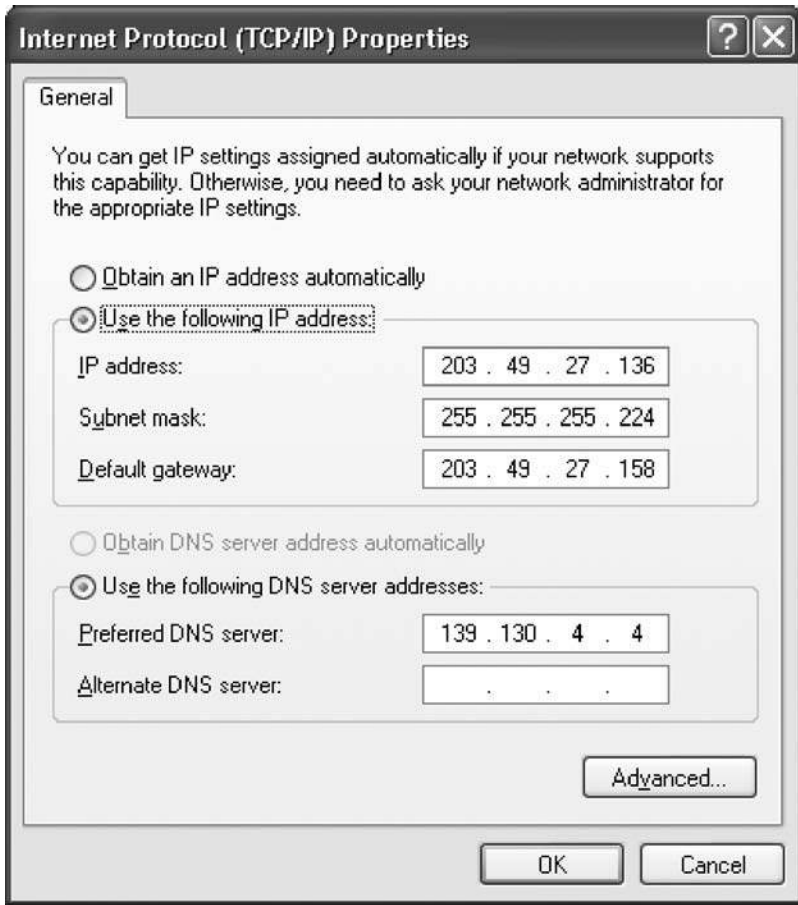 Internet Protocol (TCP/IP) Properties
General
You can get IP settings assigned automatically if your network supports
this capability. Otherwise, you need to ask your network administrator for
the appropriate IP settings.
Obtain an IP address automatically
Use the following IP address:
IP address: 203 . 49 . 27 . 136
Subnet mask: 255 . 255 . 255 . 224
Default gateway: 203 . 49 . 27 . 158
Obtain DNS server address automatically
Use the following DNS server addresses:
Preferred DNS server: 139 . 130 . 4 . 4
Alternate DNS server: . . .
Advanced...
OK Cancel